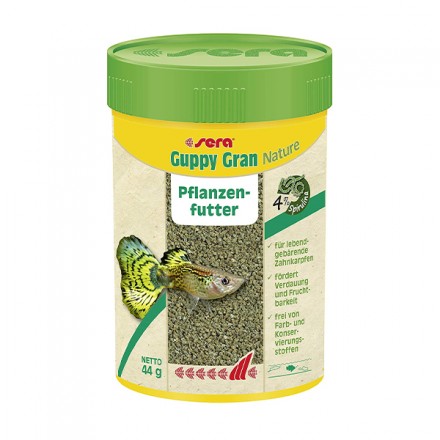 sera
sera®
Guppy Gran Nature
Pflanzen-
futter
4% Spirulina
✓ für lebend-
gebärende
Zahnkarpfen
✓ fördert
Verdauung
und Frucht-
barkeit
✓ frei von
Farb- und
Konser-
vierungs-
stoffen
NETTO
44 g